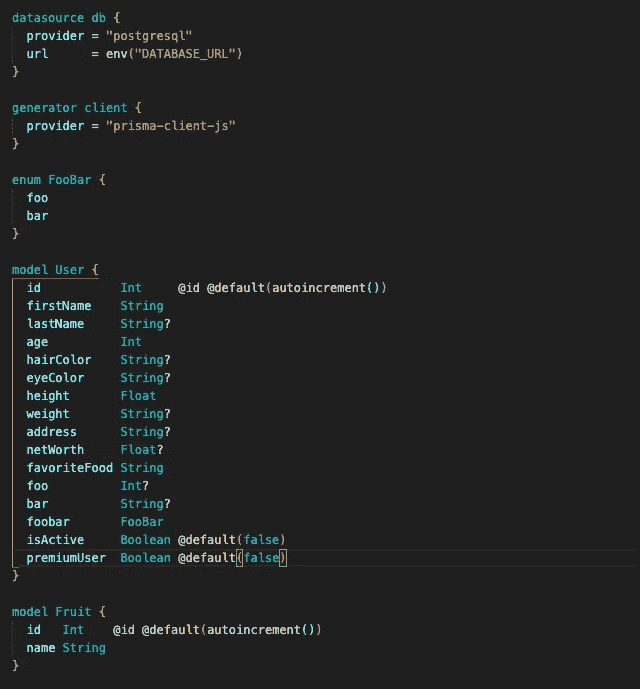 datasource db {
  provider = "postgresql"
  url      = env("DATABASE_URL")
}

generator client {
  provider = "prisma-client-js"
}

enum FooBar {
  foo
  bar
}

model User {
  id           Int     @id @default(autoincrement())
  firstName    String
  lastName     String?
  age          Int
  hairColor    String?
  eyeColor     String?
  height       Float
  weight       String?
  address      String?
  netWorth     Float?
  favoriteFood String
  foo          Int?
  bar          String?
  foobar       FooBar
  isActive     Boolean @default(false)
  premiumUser  Boolean @default(false)
}

model Fruit {
  id   Int    @id @default(autoincrement())
  name String
}